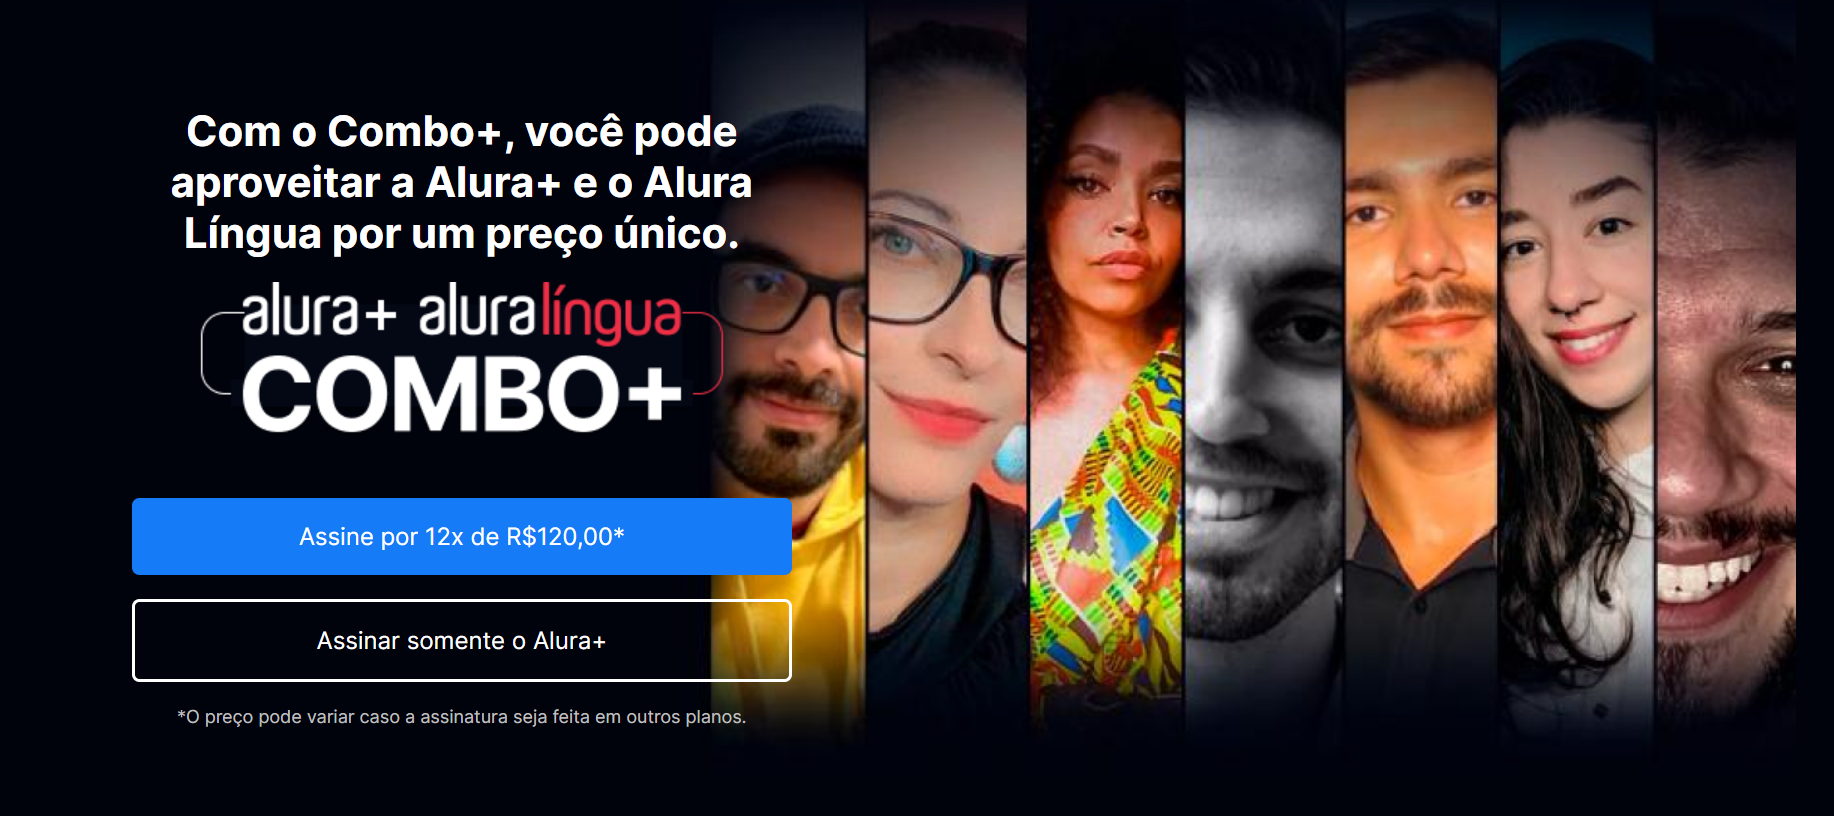 Com o Combo+, você pode
aproveitar a Alura+ e o Alura
Língua por um preço único.
alura+ aluralíngua
COMBO+
Assine por 12x de R$120,00*
Assinar somente o Alura+
*O preço pode variar caso a assinatura seja feita em outros planos.